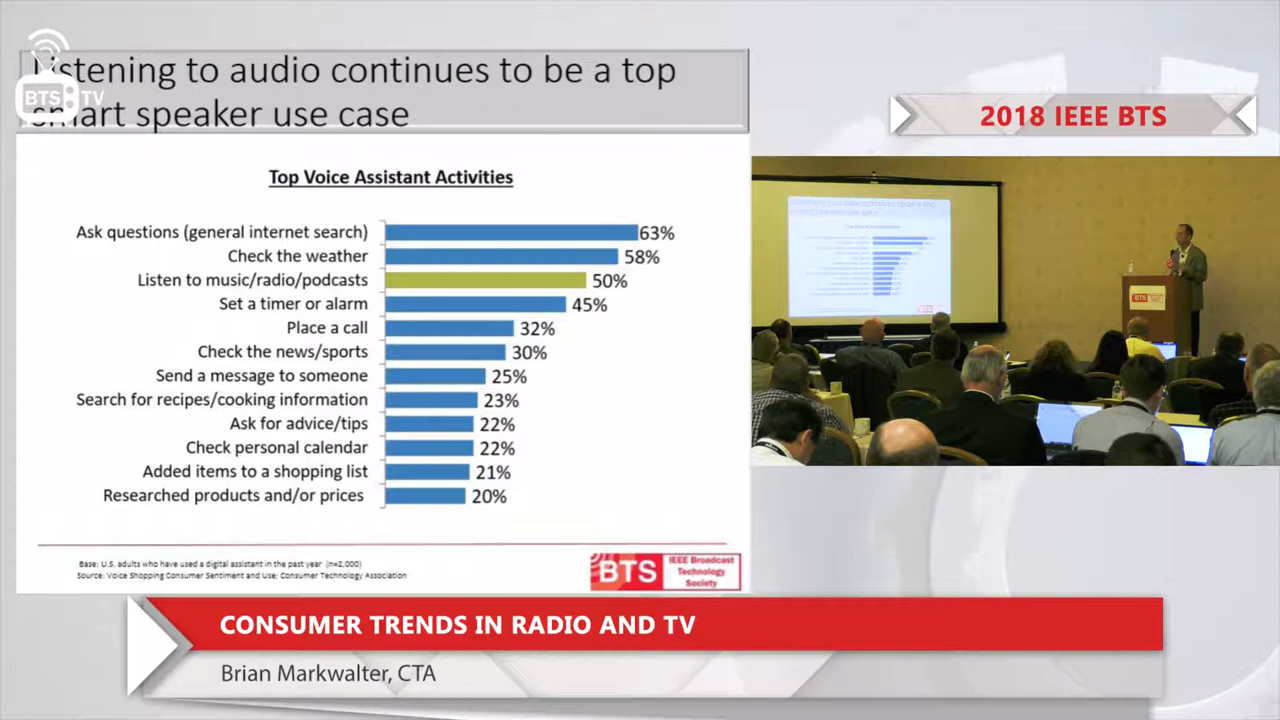 Listening to audio continues to be a top
smart speaker use case
BTS TV
2018 IEEE BTS
Top Voice Assistant Activities
Ask questions (general internet search) 63%
Check the weather 58%
Listen to music/radio/podcasts 50%
Set a timer or alarm 45%
Place a call 32%
Check the news/sports 30%
Send a message to someone 25%
Search for recipes/cooking information 23%
Ask for advice/tips 22%
Check personal calendar 22%
Added items to a shopping list 21%
Researched products and/or prices 20%
Base: U.S. adults who have used a digital assistant in the past year (n=2,000)
Source: Voice Shopping Consumer Sentiment and Use; Consumer Technology Association
BTS
IEEE Broadcast
Technology
Society
BTS
CONSUMER TRENDS IN RADIO AND TV
Brian Markwalter, CTA